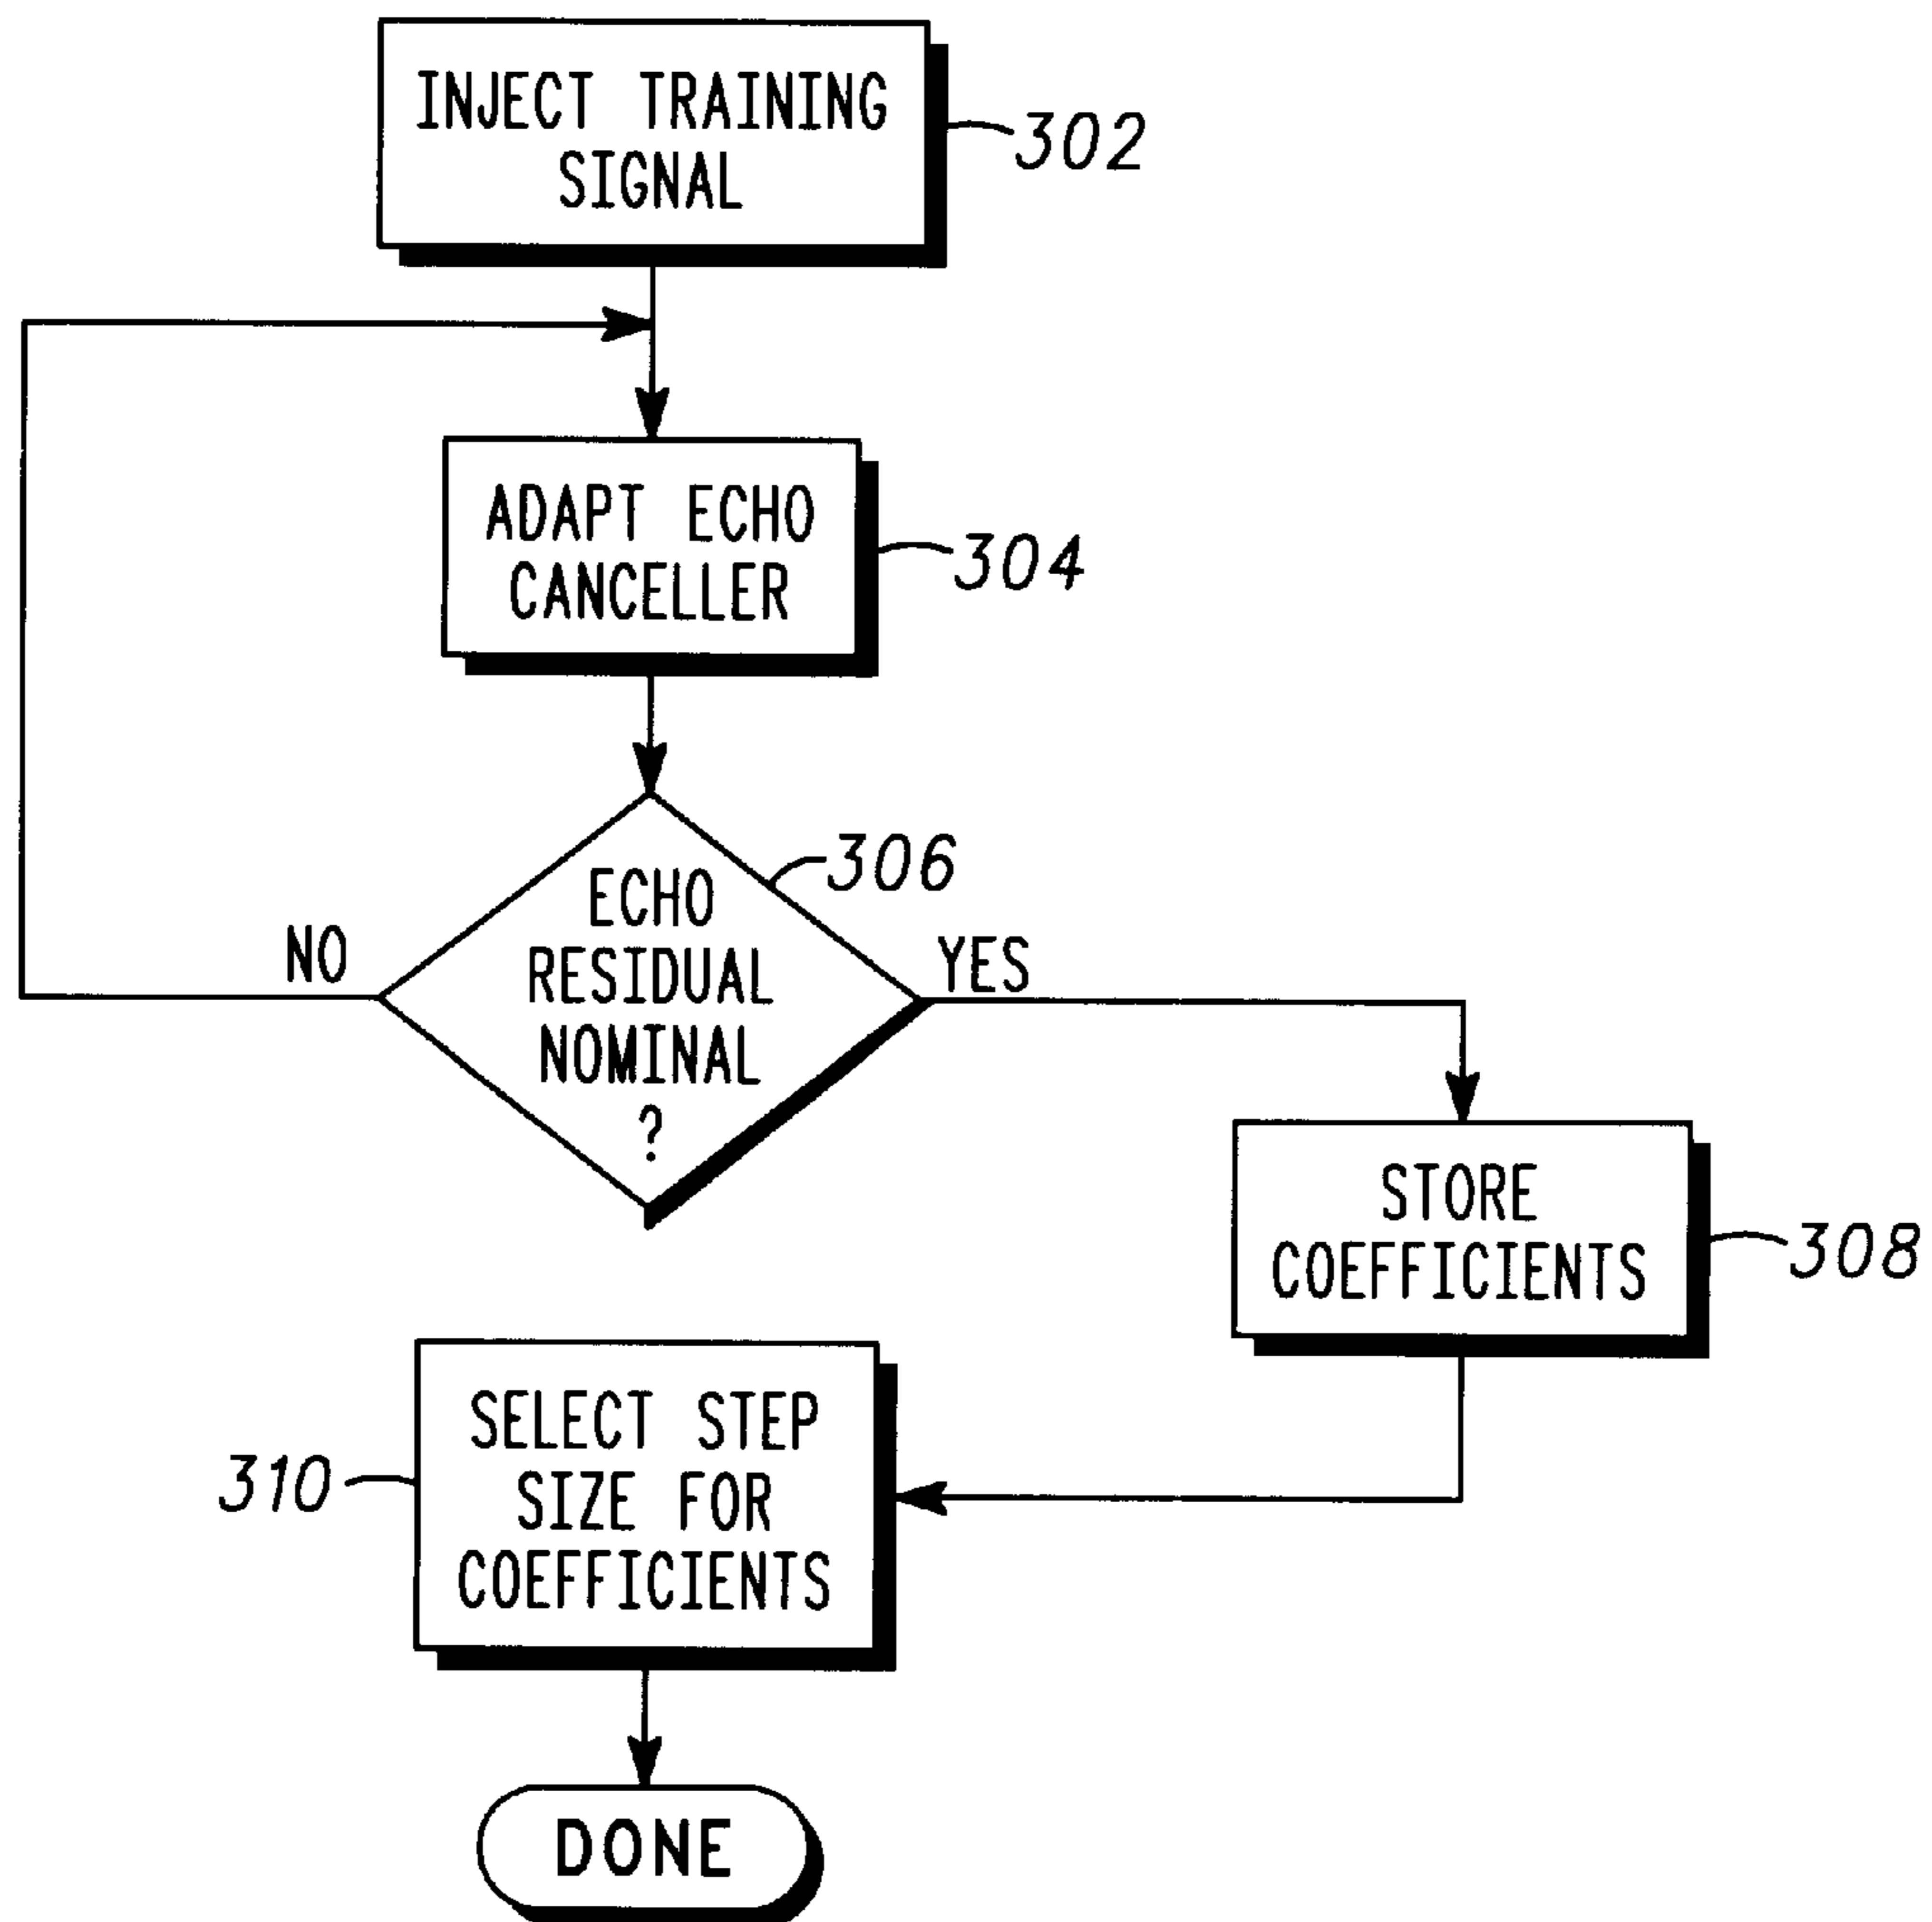 INJECT TRAINING
SIGNAL
302
ADAPT ECHO
CANCELLER
304
306
ECHO
RESIDUAL
NOMINAL
?
NO
YES
STORE
COEFFICIENTS
308
SELECT STEP
SIZE FOR
COEFFICIENTS
310
DONE